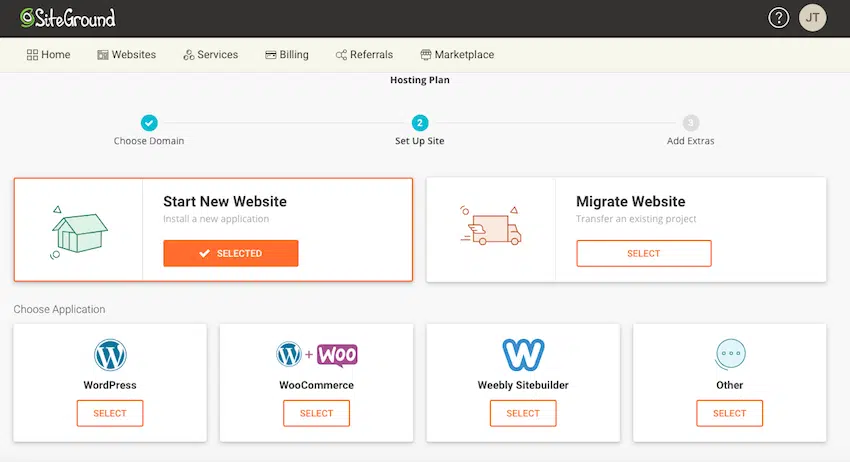 SiteGround
? JT
Home Websites Services Billing Referrals Marketplace
Hosting Plan
2 3
Choose Domain Set Up Site Add Extras
Start New Website
Install a new application
SELECTED
Migrate Website
Transfer an existing project
SELECT
Choose Application
W W + WOO W
WordPress WooCommerce Weebly Sitebuilder Other
SELECT SELECT SELECT SELECT